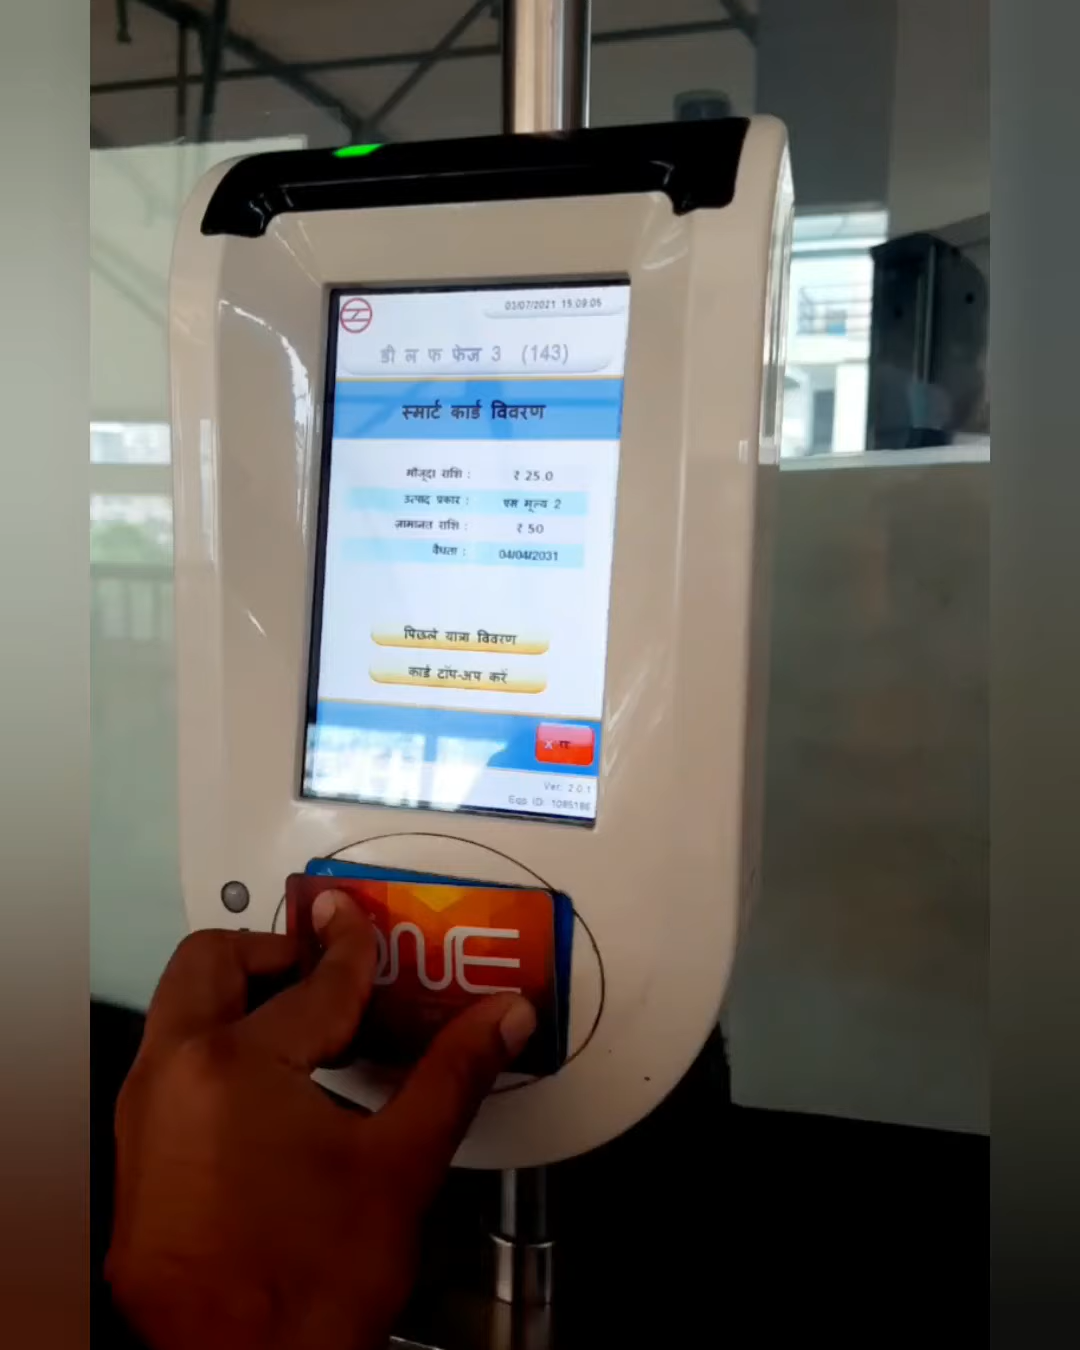 03/07/2021 15:09:05
डी ल फ फेज 3 (143)
स्मार्ट कार्ड विवरण
मौजूदा राशि : ₹ 25.0
उत्पाद प्रकार : एस मूल्य 2
ज़मानत राशि : ₹ 50
वैधता : 04/04/2031
पिछले यात्रा विवरण
कार्ड टॉप-अप करें
X
Ver: 2.0.1
Eqp ID: 1085186
ONE